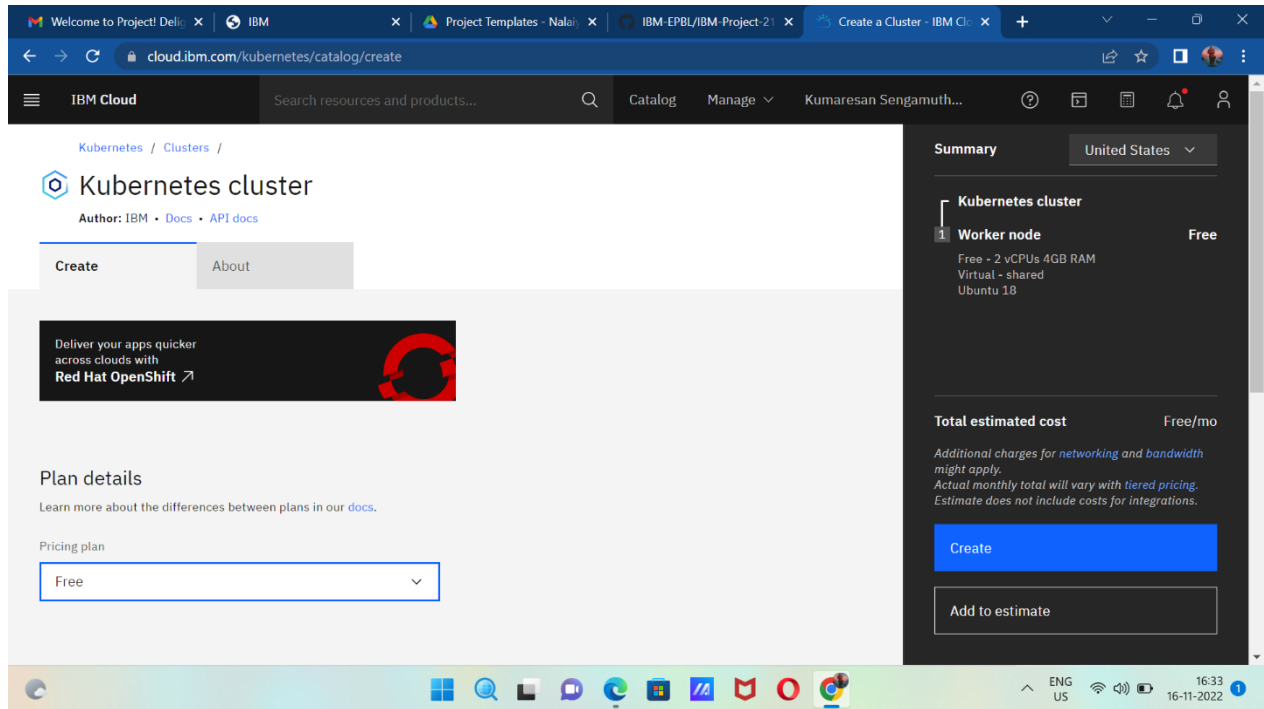 Welcome to Project! Delig
IBM
Project Templates - Nalaiy
IBM-EPBL/IBM-Project-21
Create a Cluster - IBM Clo
cloud.ibm.com/kubernetes/catalog/create
IBM Cloud
Search resources and products...
Catalog
Manage
Kumaresan Sengamuth...
Kubernetes / Clusters /
Kubernetes cluster
Author: IBM • Docs • API docs
Create
About
Deliver your apps quicker
across clouds with
Red Hat OpenShift
Plan details
Learn more about the differences between plans in our docs.
Pricing plan
Free
Summary
United States
Kubernetes cluster
1 Worker node Free
Free - 2 vCPUs 4GB RAM
Virtual - shared
Ubuntu 18
Total estimated cost Free/mo
Additional charges for networking and bandwidth
might apply.
Actual monthly total will vary with tiered pricing.
Estimate does not include costs for integrations.
Create
Add to estimate
ENG
US
16:33
16-11-2022
1